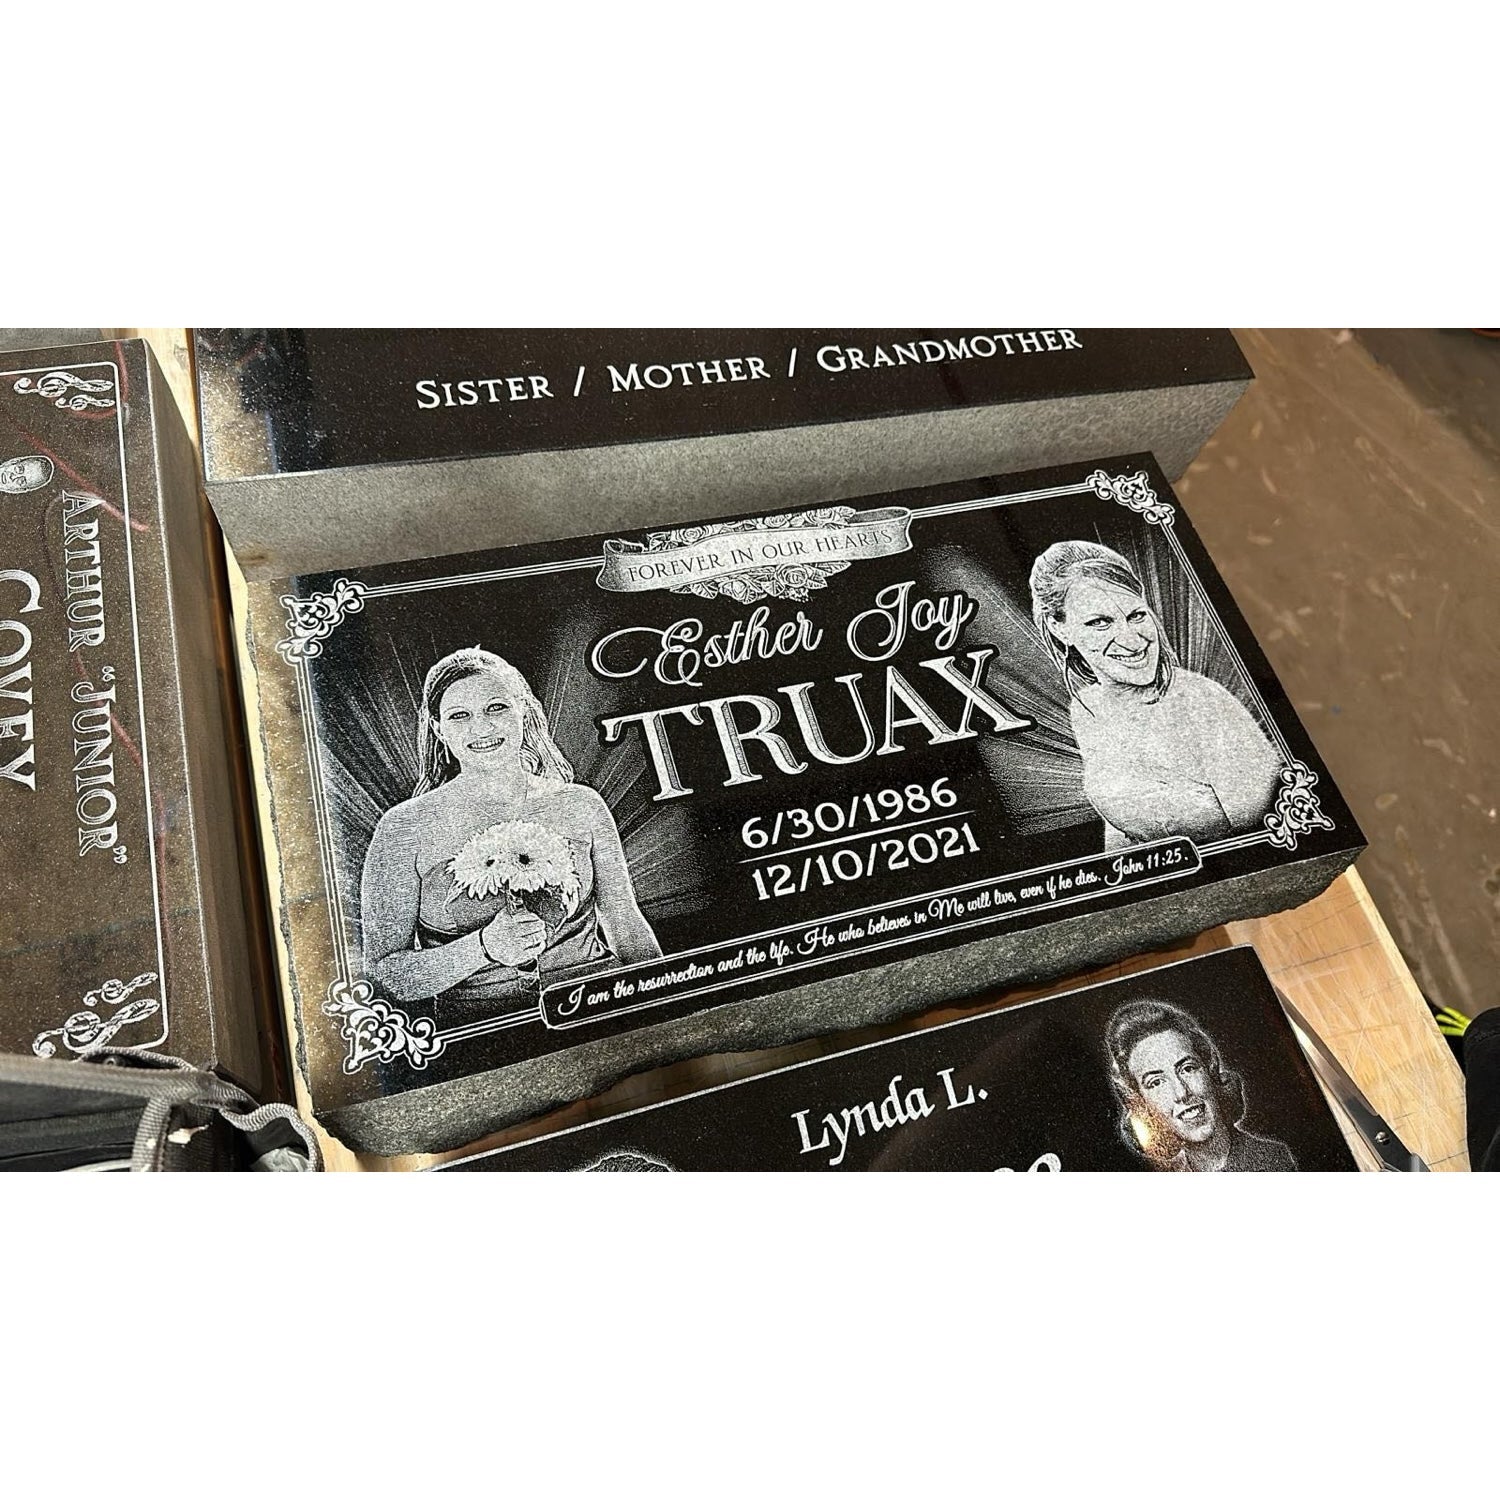 SISTER / MOTHER / GRANDMOTHER
ARTHUR "JUNIOR"
COVEY
FOREVER IN OUR HEARTS
Esther Joy
TRUAX
6/30/1986
12/10/2021
I am the resurrection and the life. He who believes in Me will live, even if he dies. John 11:25.
Lynda L.